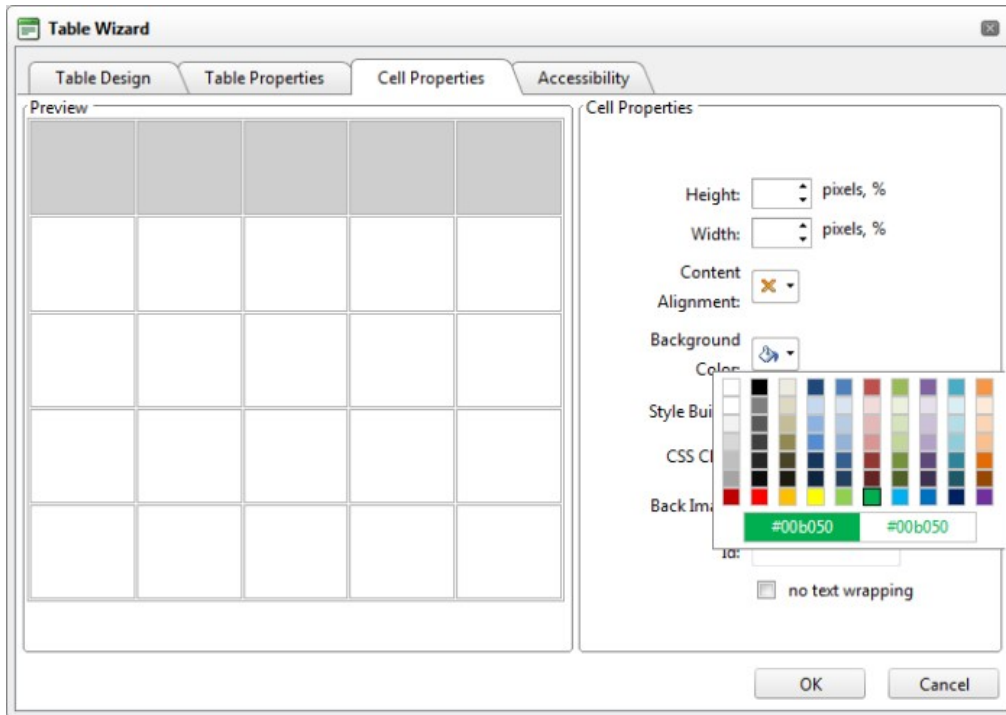 Table Wizard
Table Design Table Properties Cell Properties Accessibility
Preview
Cell Properties
Height: pixels, %
Width: pixels, %
Content
Alignment:
Background
Color:
Style Bui
CSS Cl
Back Ima
#00b050 #00b050
Id:
no text wrapping
OK Cancel